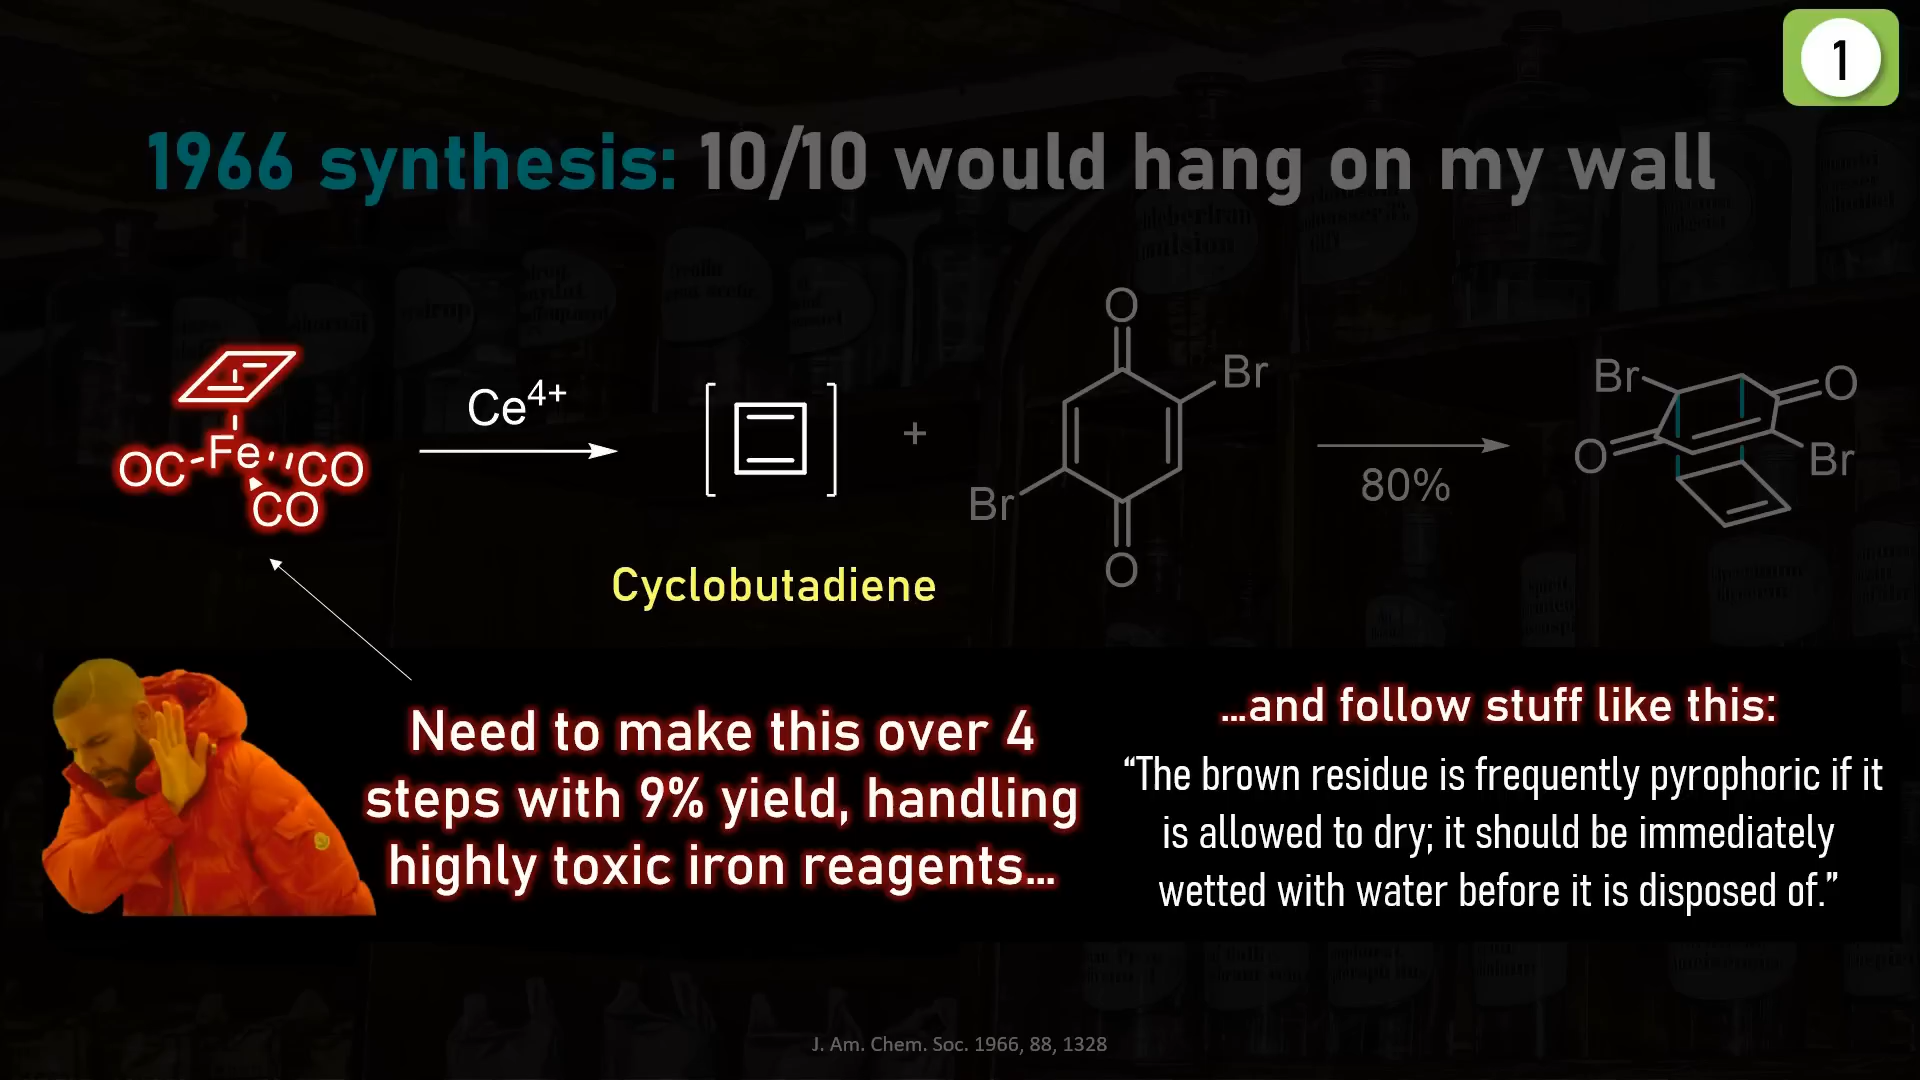 1
1966 synthesis: 10/10 would hang on my wall
OC Fe CO
CO
Ce4+
+
O
Br
Br
O
80%
Br
O
O
Br
Cyclobutadiene
Need to make this over 4
steps with 9% yield, handling
highly toxic iron reagents...
...and follow stuff like this:
“The brown residue is frequently pyrophoric if it
is allowed to dry; it should be immediately
wetted with water before it is disposed of.”
J. Am. Chem. Soc. 1966, 88, 1328